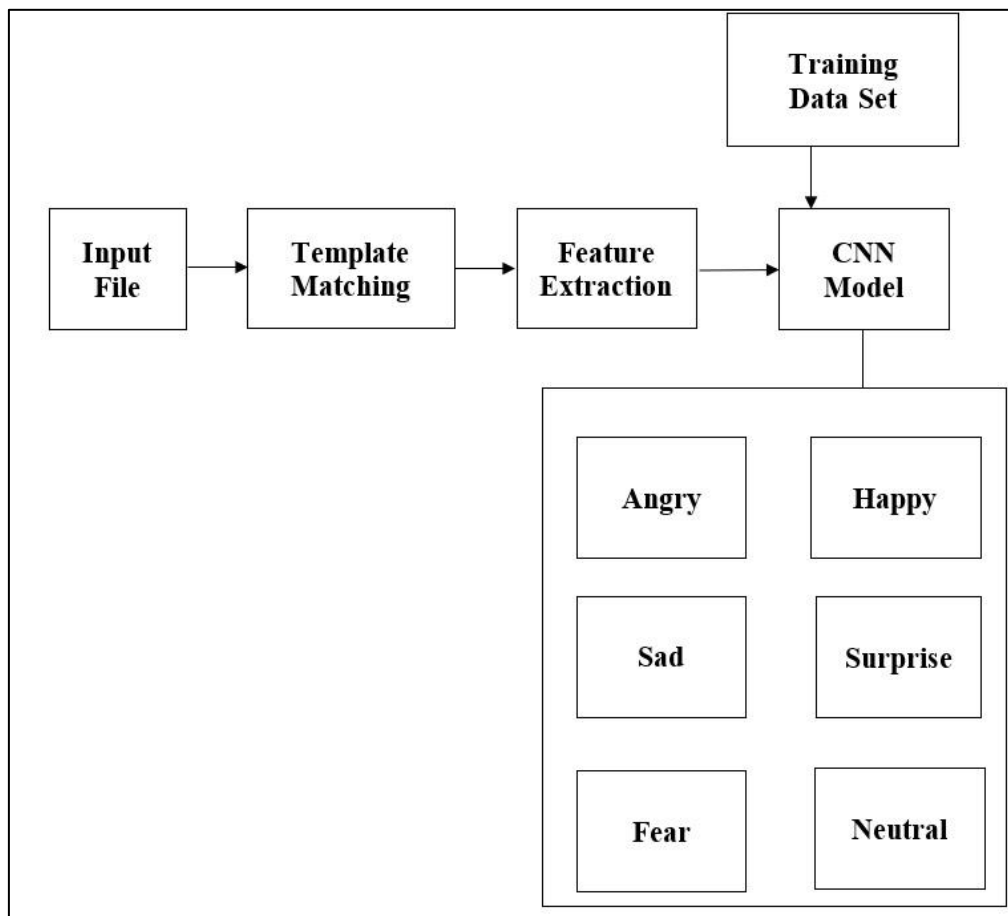 Training
Data Set
Input
File
Template
Matching
Feature
Extraction
CNN
Model
Angry
Happy
Sad
Surprise
Fear
Neutral